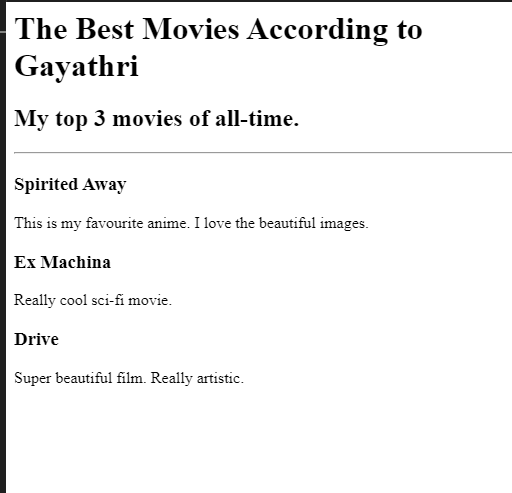 The Best Movies According to
Gayathri
My top 3 movies of all-time.
Spirited Away
This is my favourite anime. I love the beautiful images.
Ex Machina
Really cool sci-fi movie.
Drive
Super beautiful film. Really artistic.